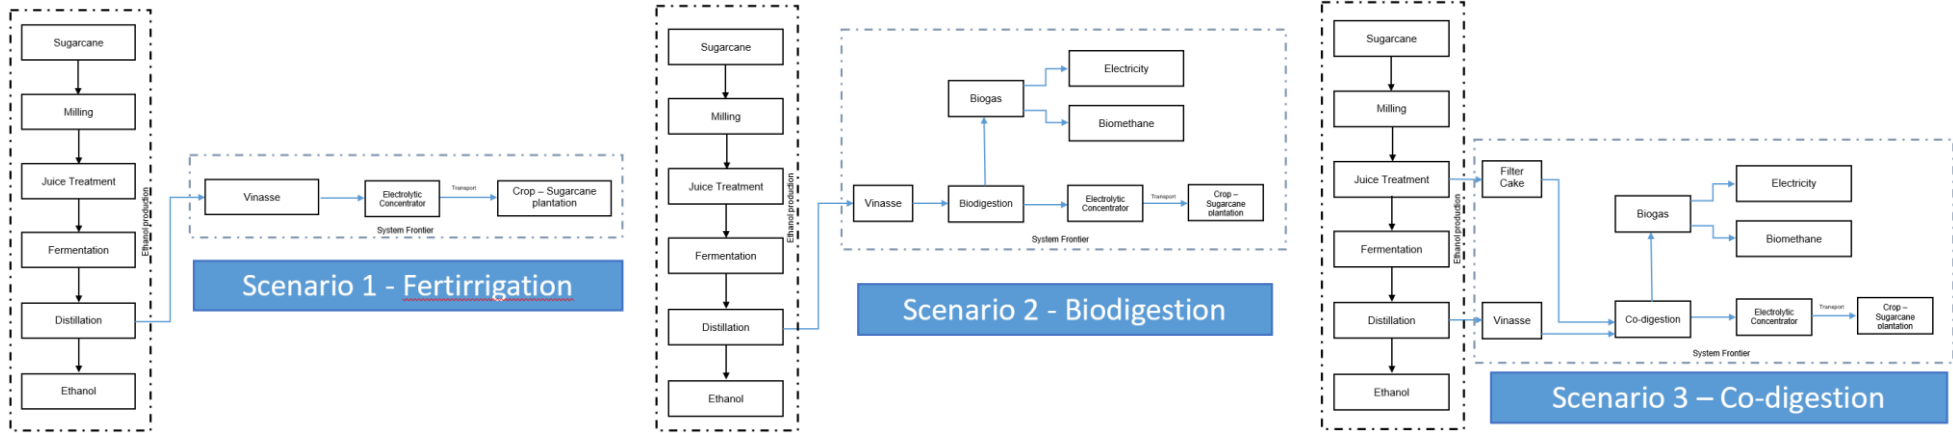 Sugarcane
Milling
Juice Treatment
Fermentation
Distillation
Ethanol
Ethanol production
Vinasse
Electrolytic
Concentrator
Transport
Crop – Sugarcane
plantation
System Frontier
Scenario 1 - Fertirrigation
Sugarcane
Milling
Juice Treatment
Fermentation
Distillation
Ethanol
Ethanol production
Electricity
Biogas
Biomethane
Vinasse
Biodigestion
Electrolytic
Concentrator
Transport
Crop –
Sugarcane
plantation
System Frontier
Scenario 2 - Biodigestion
Sugarcane
Milling
Juice Treatment
Fermentation
Distillation
Ethanol
Ethanol production
Filter
Cake
Electricity
Biogas
Biomethane
Vinasse
Co-digestion
Electrolytic
Concentrator
Transport
Crop –
Sugarcane
plantation
System Frontier
Scenario 3 – Co-digestion